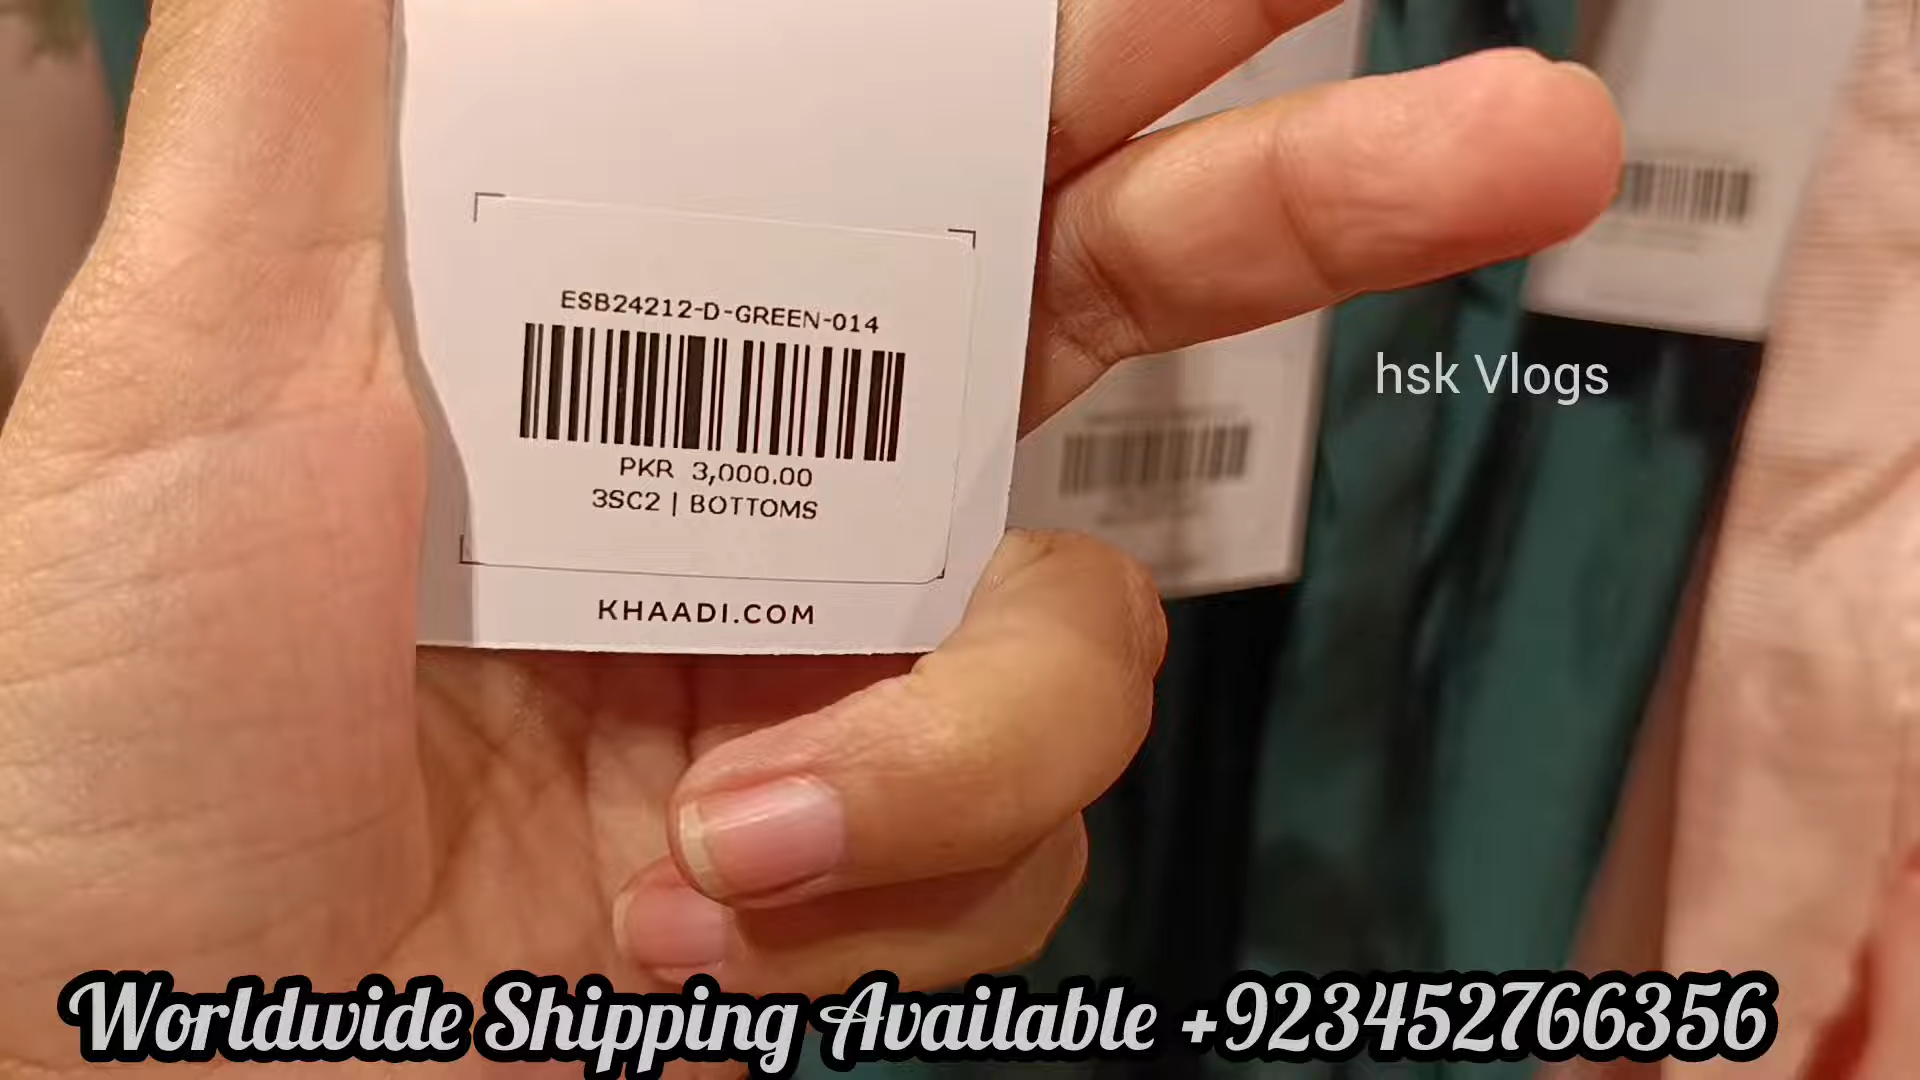 ESB24212-D-GREEN-014
PKR 3,000.00
3SC2 | BOTTOMS
KHAADI.COM
hsk Vlogs
Worldwide Shipping Available +923452766356